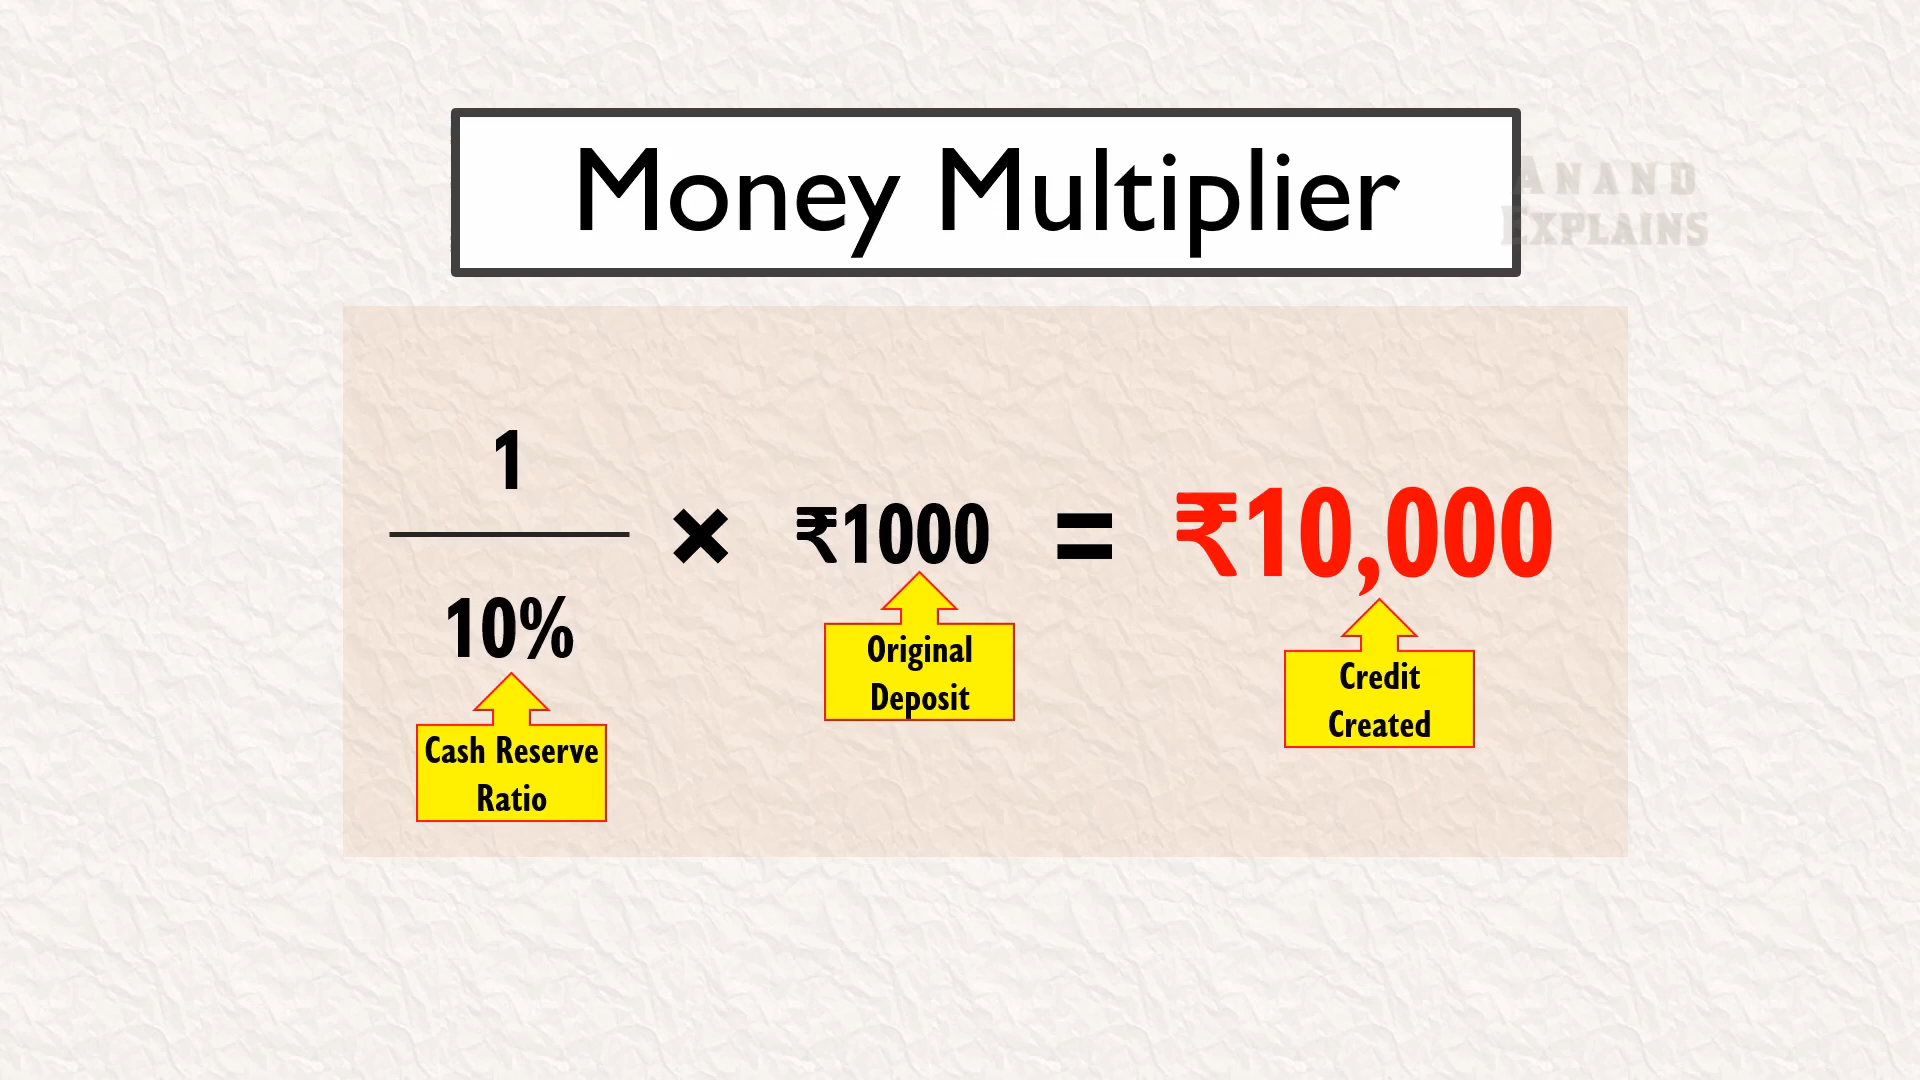 Money Multiplier
ANAND
EXPLAINS
1
10%
× ₹1000 = ₹10,000
Cash Reserve
Ratio
Original
Deposit
Credit
Created